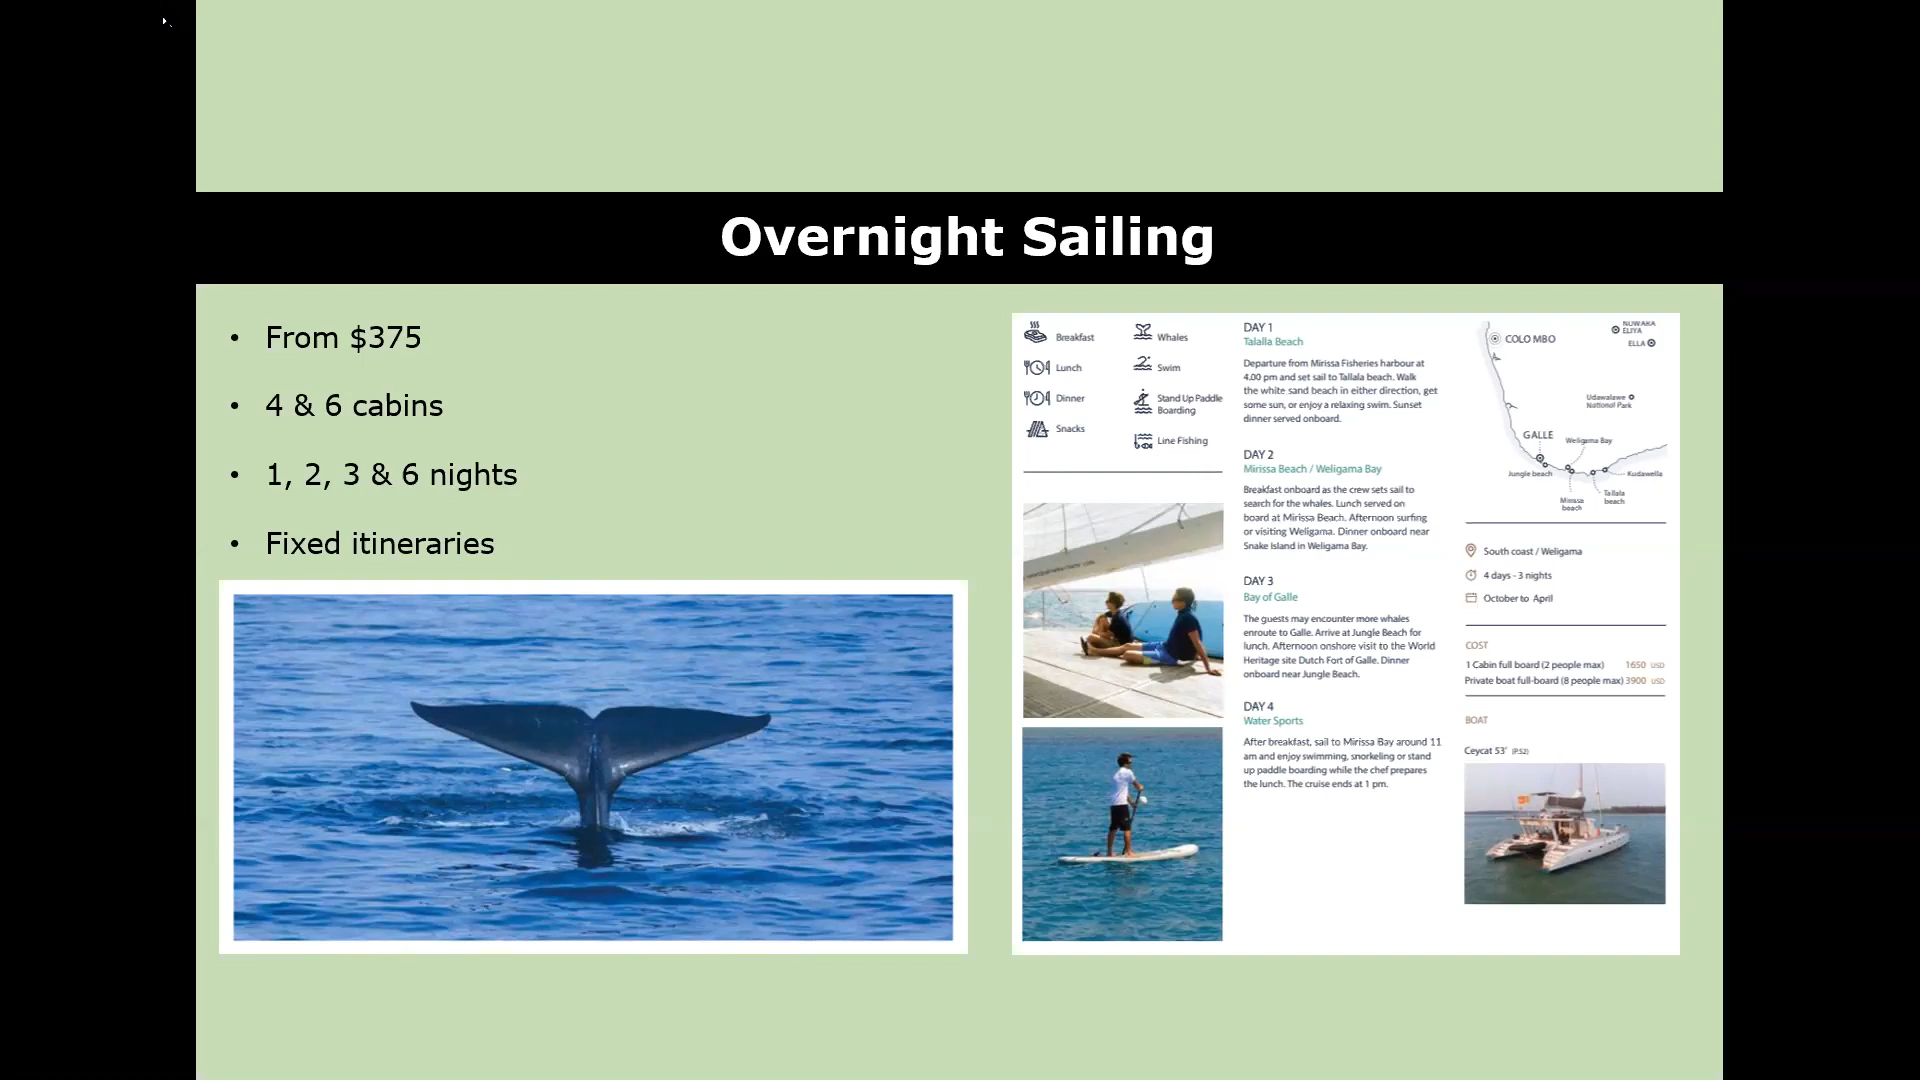 Overnight Sailing
• From $375
• 4 & 6 cabins
• 1, 2, 3 & 6 nights
• Fixed itineraries
Breakfast
Lunch
Dinner
Snacks
Whales
Swim
Stand Up Paddle
Boarding
Line Fishing
DAY 1
Talalla Beach
Departure from Mirissa Fisheries harbour at
4.00 pm and set sail to Tallala beach. Walk
the white sand beach in either direction, get
some sun, or enjoy a relaxing swim. Sunset
dinner served onboard.
DAY 2
Mirissa Beach / Weligama Bay
Breakfast onboard as the crew sets sail to
search for the whales. Lunch served on
board at Mirissa Beach. Afternoon surfing
or visiting Weligama. Dinner onboard near
Snake Island in Weligama Bay.
DAY 3
Bay of Galle
The guests may encounter more whales
enroute to Galle. Arrive at Jungle Beach for
lunch. Afternoon onshore visit to the World
Heritage site Dutch Fort of Galle. Dinner
onboard near Jungle Beach.
DAY 4
Water Sports
After breakfast, sail to Mirissa Bay around 11
am and enjoy swimming, snorkeling or stand
up paddle boarding while the chef prepares
the lunch. The cruise ends at 1 pm.
NUWARA
ELIYA
COLOMBO
ELLA
Udawalawe
National Park
GALLE
Weligama Bay
Jungle beach
Kudawella
Mirissa
beach
Tallala
beach
South coast / Weligama
4 days - 3 nights
October to April
COST
1 Cabin full board (2 people max) 1650 USD
Private boat full-board (8 people max) 3900 USD
BOAT
Ceycat 53' (P.52)